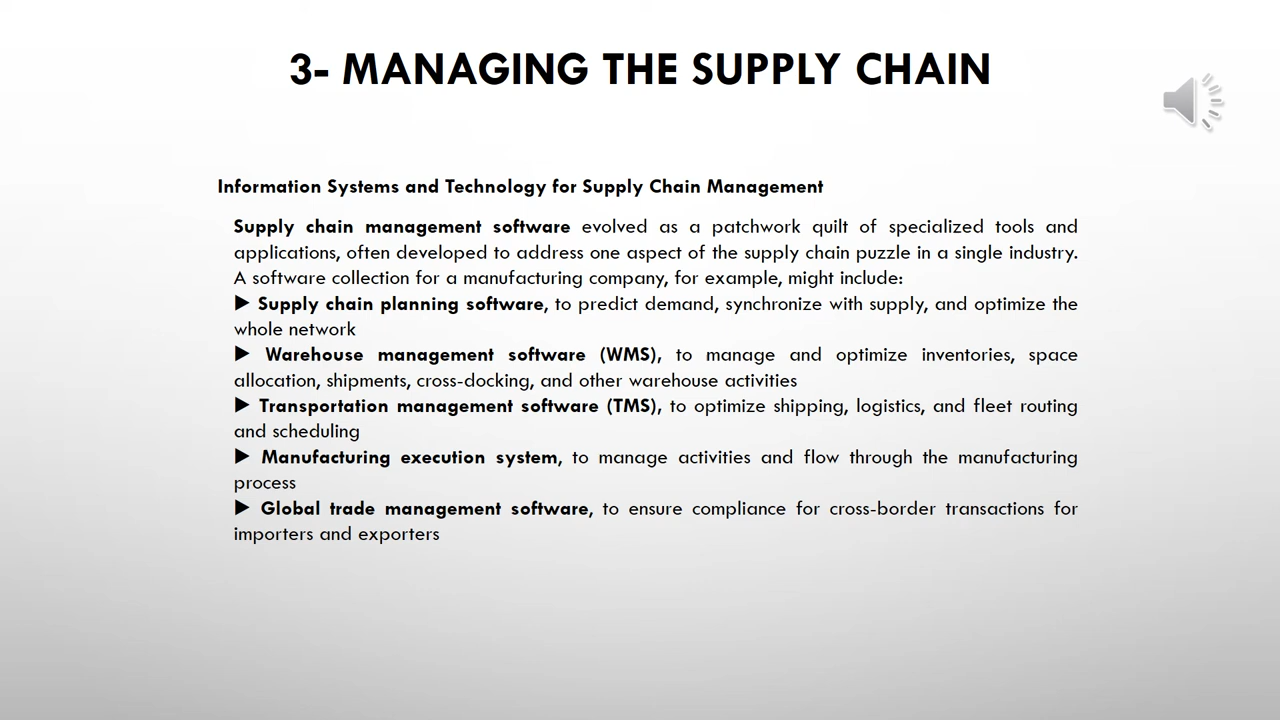 3- MANAGING THE SUPPLY CHAIN
Information Systems and Technology for Supply Chain Management
Supply chain management software evolved as a patchwork quilt of specialized tools and
applications, often developed to address one aspect of the supply chain puzzle in a single industry.
A software collection for a manufacturing company, for example, might include:
▶ Supply chain planning software, to predict demand, synchronize with supply, and optimize the
whole network
▶ Warehouse management software (WMS), to manage and optimize inventories, space
allocation, shipments, cross-docking, and other warehouse activities
▶ Transportation management software (TMS), to optimize shipping, logistics, and fleet routing
and scheduling
▶ Manufacturing execution system, to manage activities and flow through the manufacturing
process
▶ Global trade management software, to ensure compliance for cross-border transactions for
importers and exporters